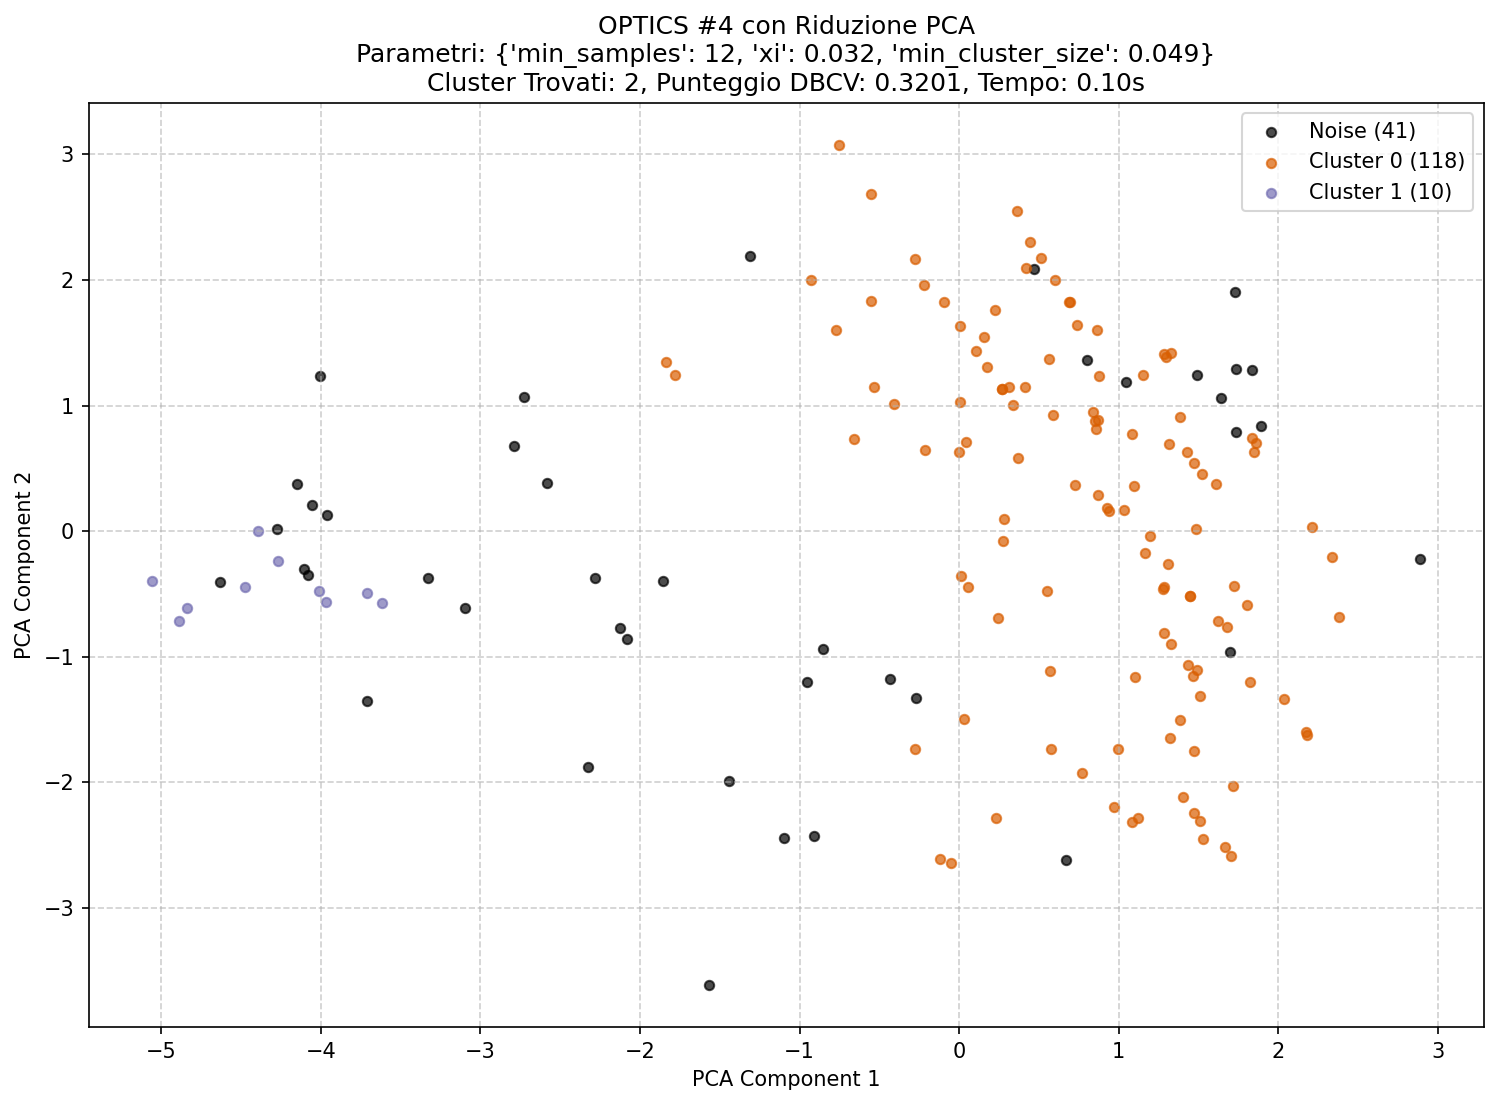 OPTICS #4 con Riduzione PCA
Parametri: {'min_samples': 12, 'xi': 0.032, 'min_cluster_size': 0.049}
Cluster Trovati: 2, Punteggio DBCV: 0.3201, Tempo: 0.10s
Noise (41)
Cluster 0 (118)
Cluster 1 (10)
3
2
1
0
−1
−2
−3
PCA Component 2
−5 −4 −3 −2 −1 0 1 2 3
PCA Component 1